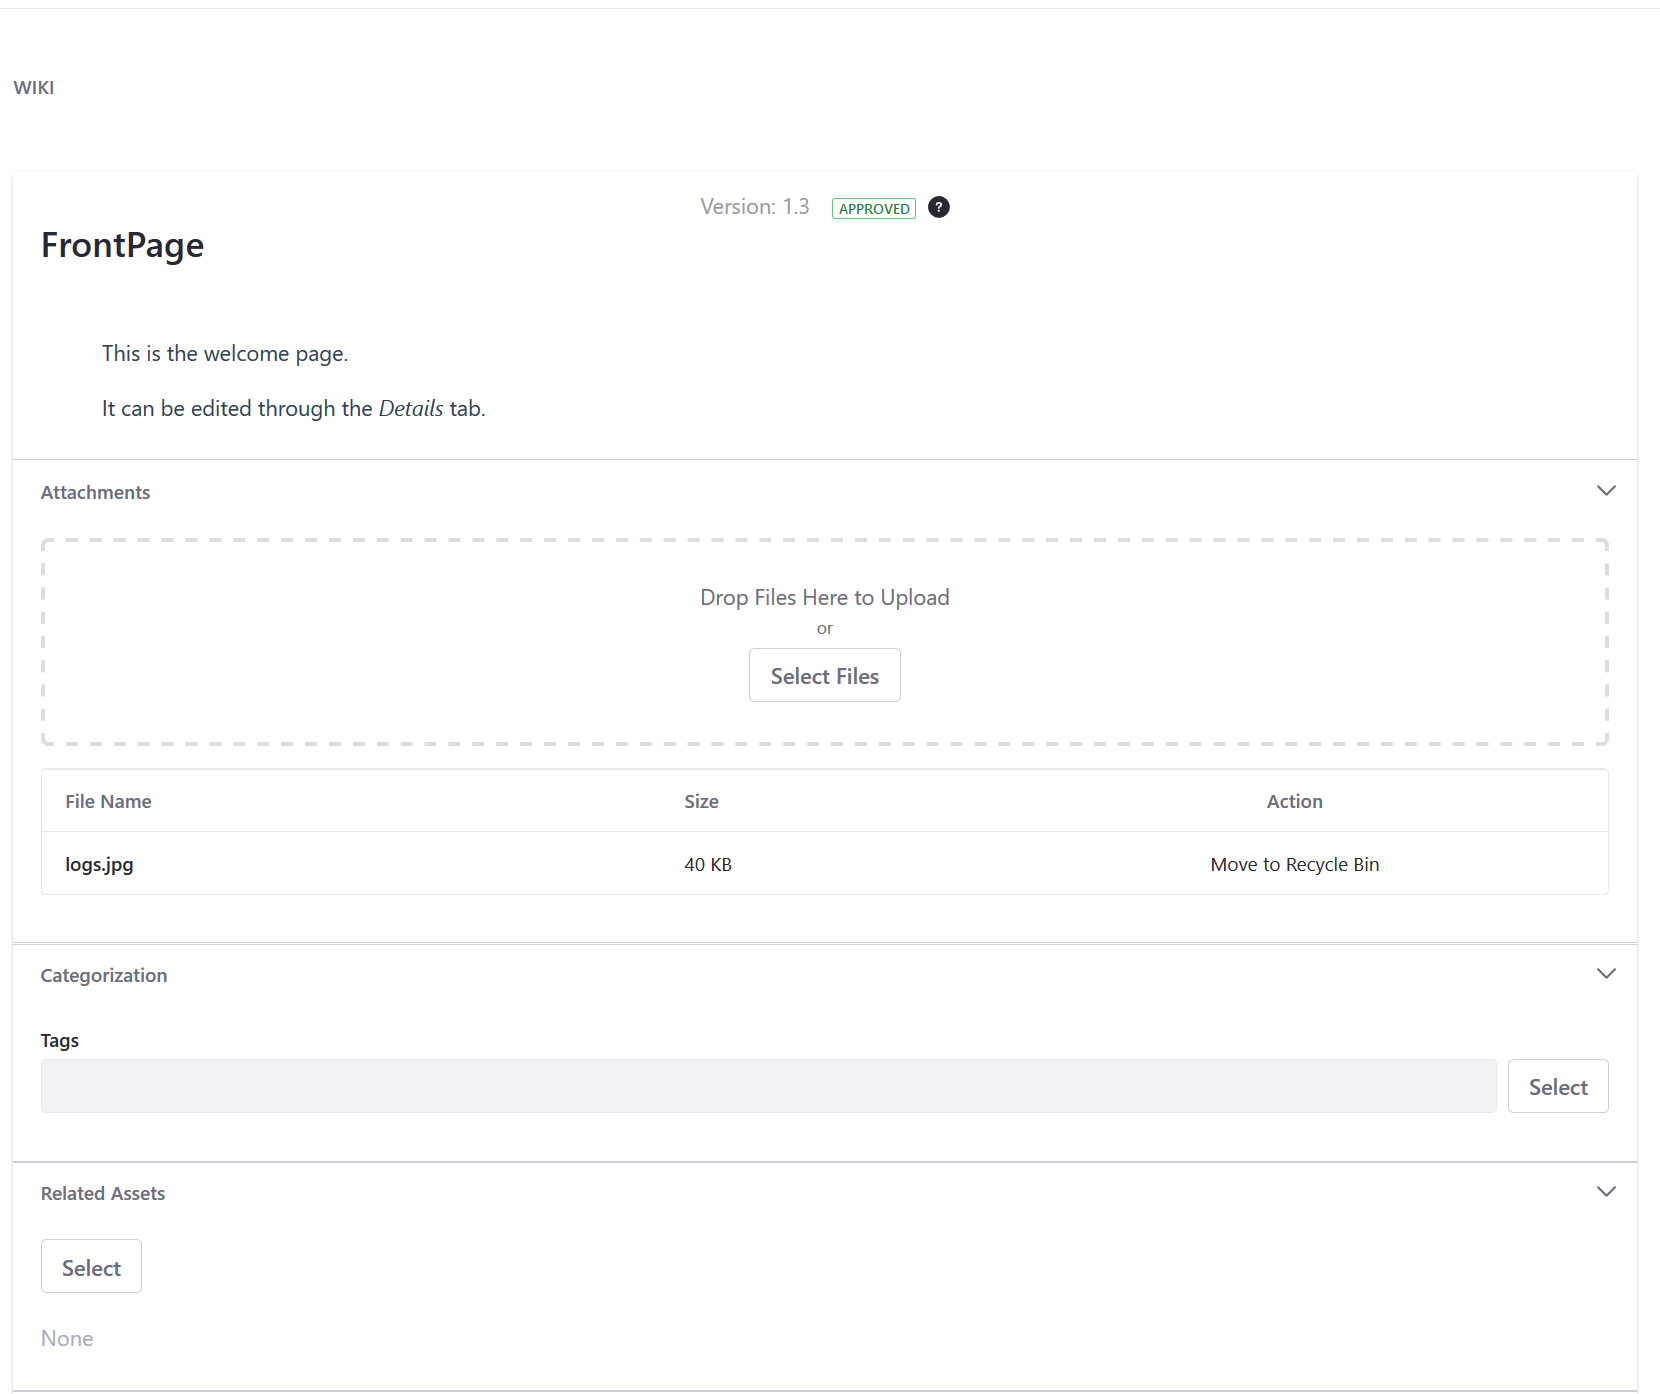 WIKI
Version: 1.3 APPROVED ?
FrontPage
This is the welcome page.
It can be edited through the Details tab.
Attachments
Drop Files Here to Upload
or
Select Files
File Name Size Action
logs.jpg 40 KB Move to Recycle Bin
Categorization
Tags
Select
Related Assets
Select
None